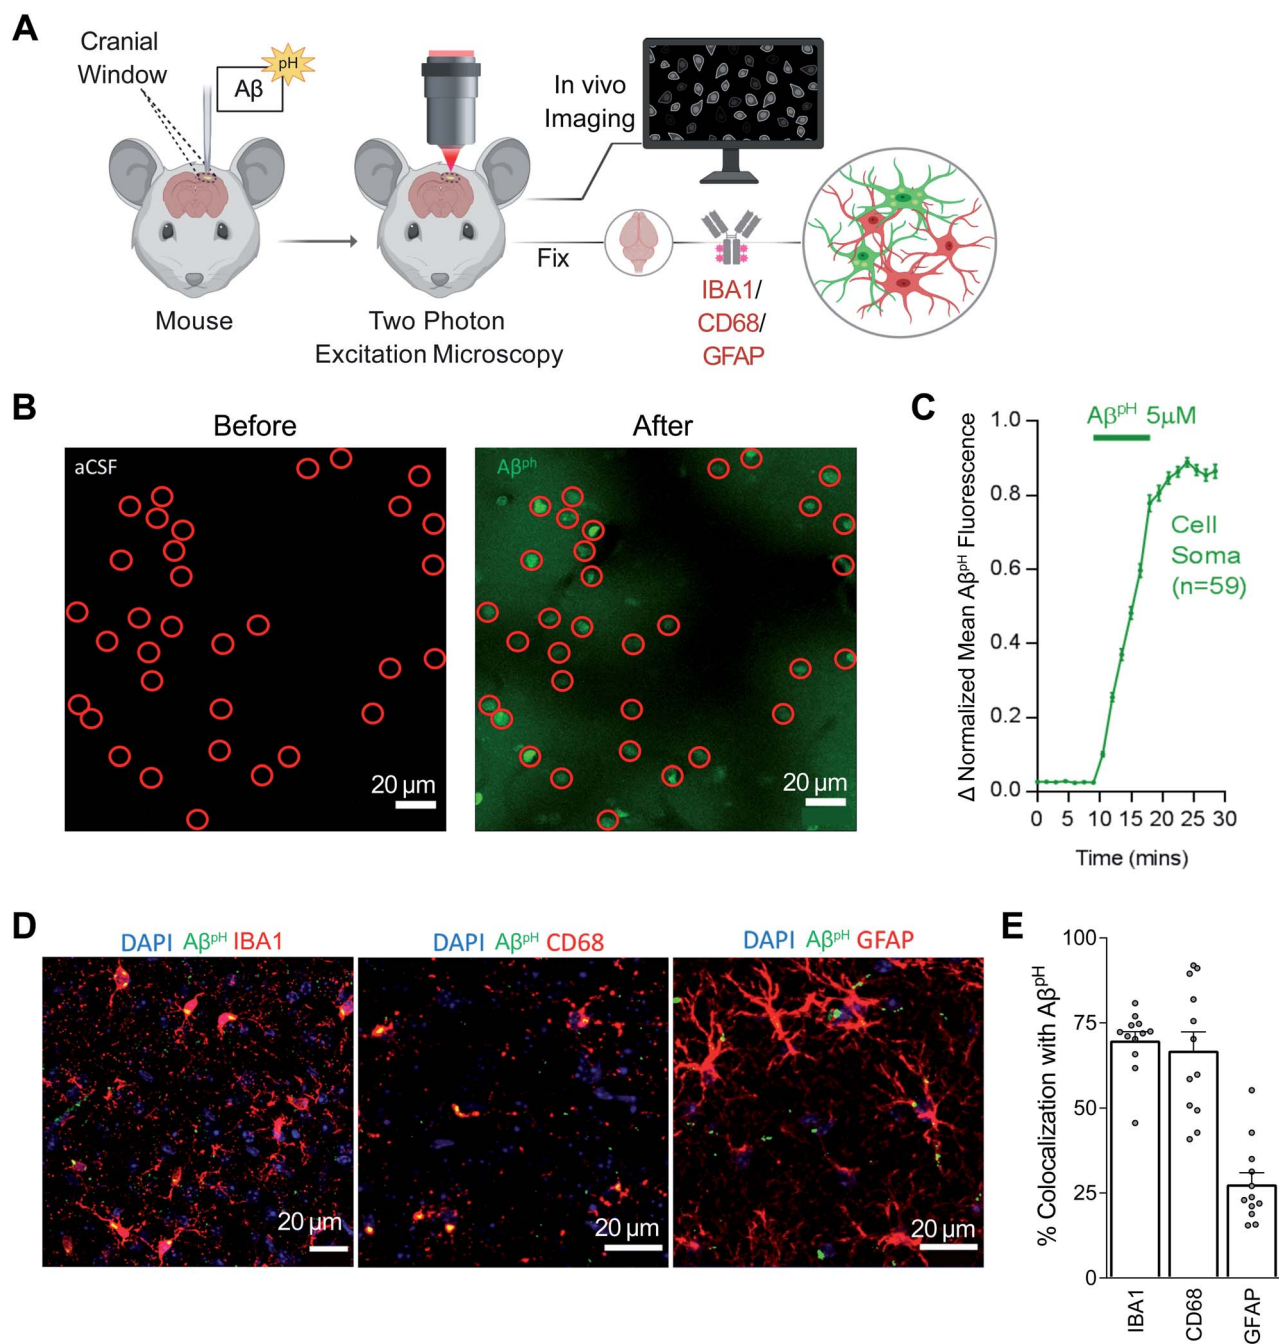 A
Cranial
Window
Aβ
pH
Mouse
Two Photon
Excitation Microscopy
In vivo
Imaging
Fix
IBA1/
CD68/
GFAP
B
Before
After
aCSF
20 µm
Aβᵖʰ
20 µm
C
Aβᵖᴴ 5µM
Δ Normalized Mean Aβᵖᴴ Fluorescence
1.0
0.8
0.6
0.4
0.2
0.0
Cell
Soma
(n=59)
0 5 10 15 20 25 30
Time (mins)
D
DAPI Aβᵖᴴ IBA1
20 µm
DAPI Aβᵖᴴ CD68
20 µm
DAPI Aβᵖᴴ GFAP
20 µm
E
% Colocalization with Aβᵖᴴ
100
75
50
25
0
IBA1
CD68
GFAP